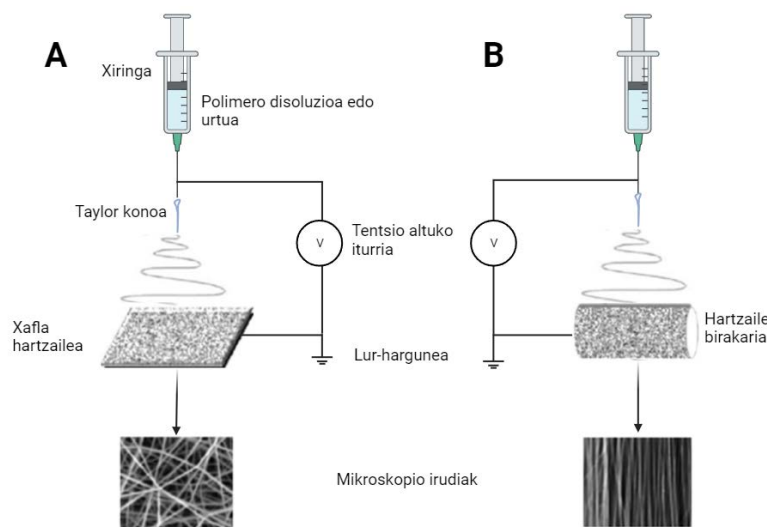 A
B
Xiringa
Polimero disoluzioa edo
urtua
Taylor konoa
Tentsio altuko
iturria
V
V
Xafla
hartzailea
Hartzaile
birakaria
Lur-hargunea
Mikroskopio irudiak